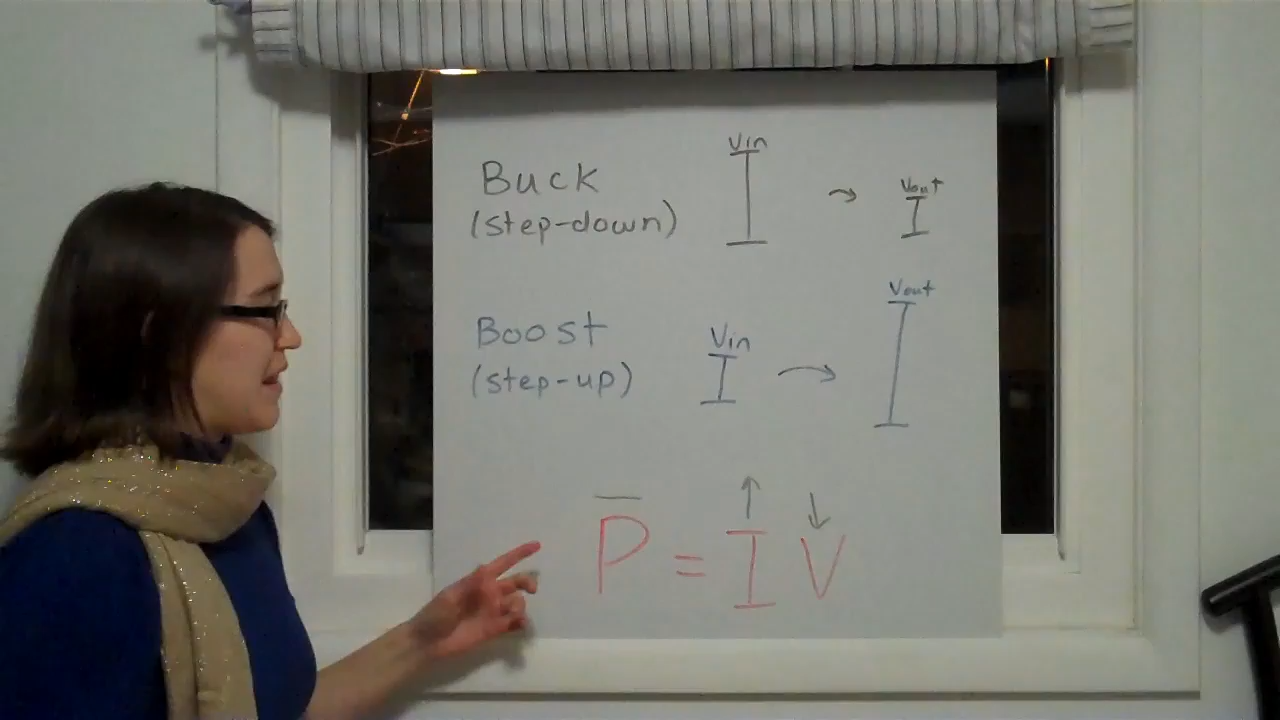 Buck Vin Vout
(step-down)
Boost Vin Vout
(step-up)
P = I V